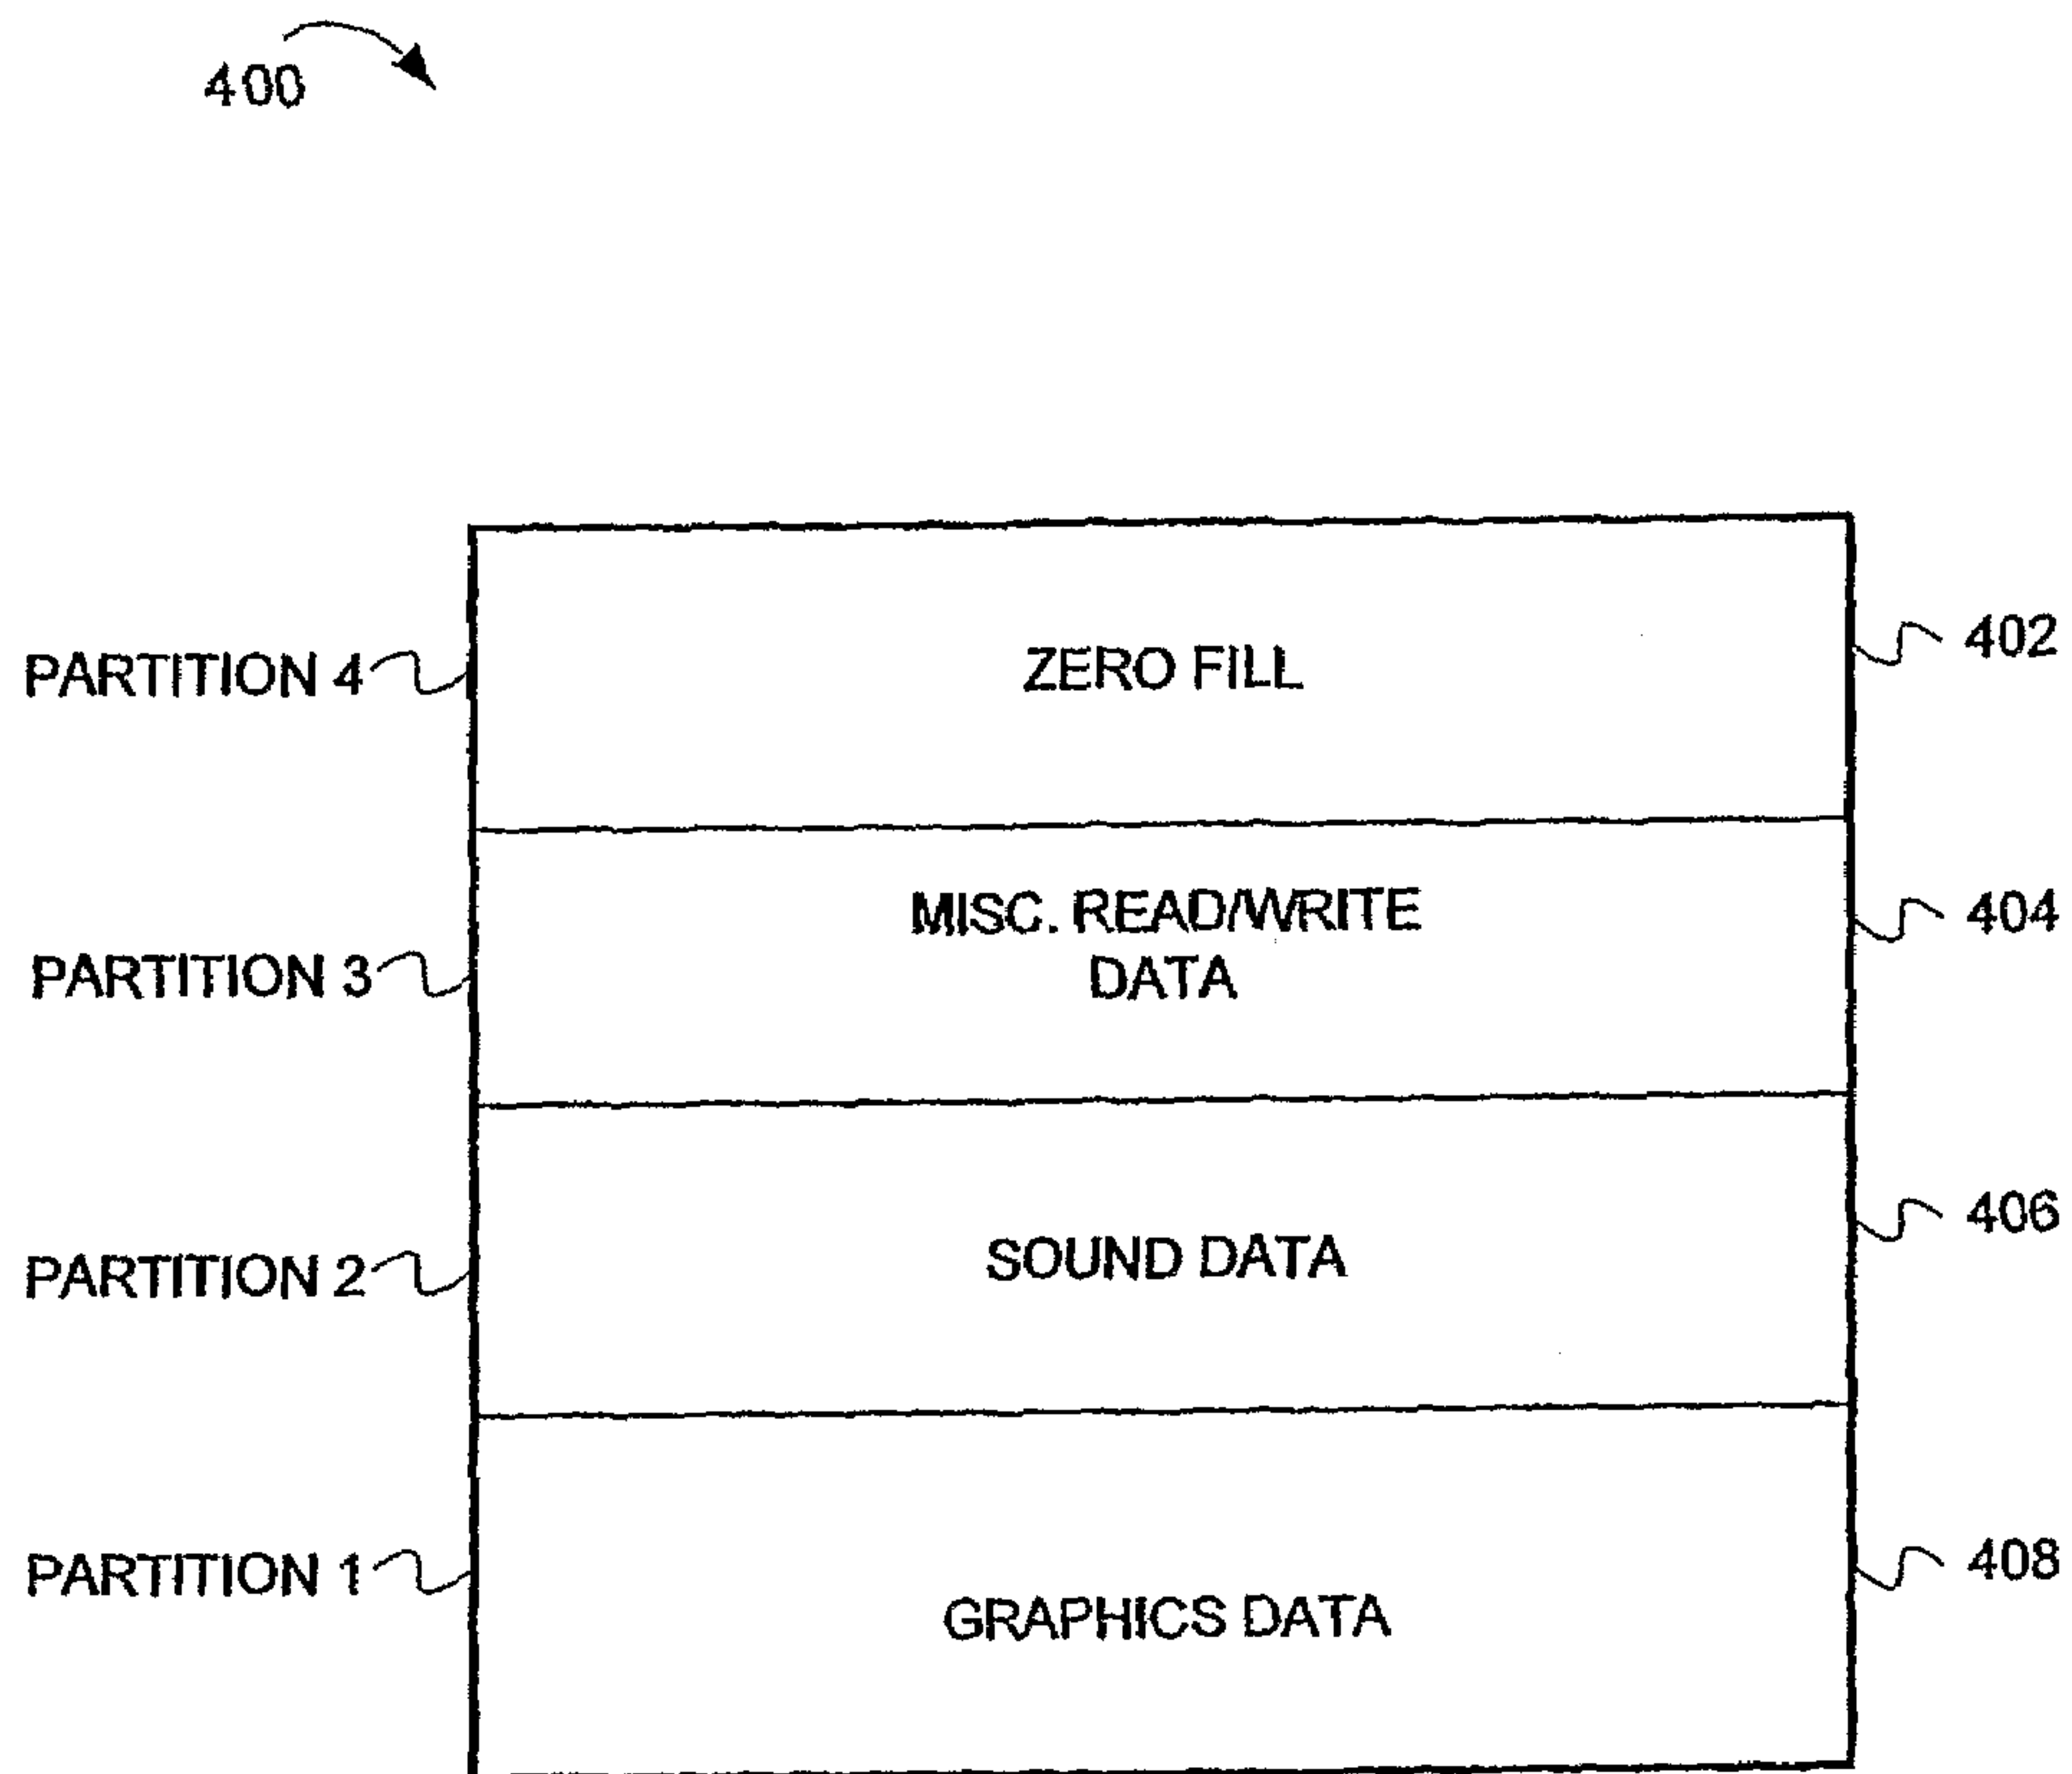 400
PARTITION 4 ZERO FILL 402
PARTITION 3 MISC. READ/WRITE DATA 404
PARTITION 2 SOUND DATA 406
PARTITION 1 GRAPHICS DATA 408